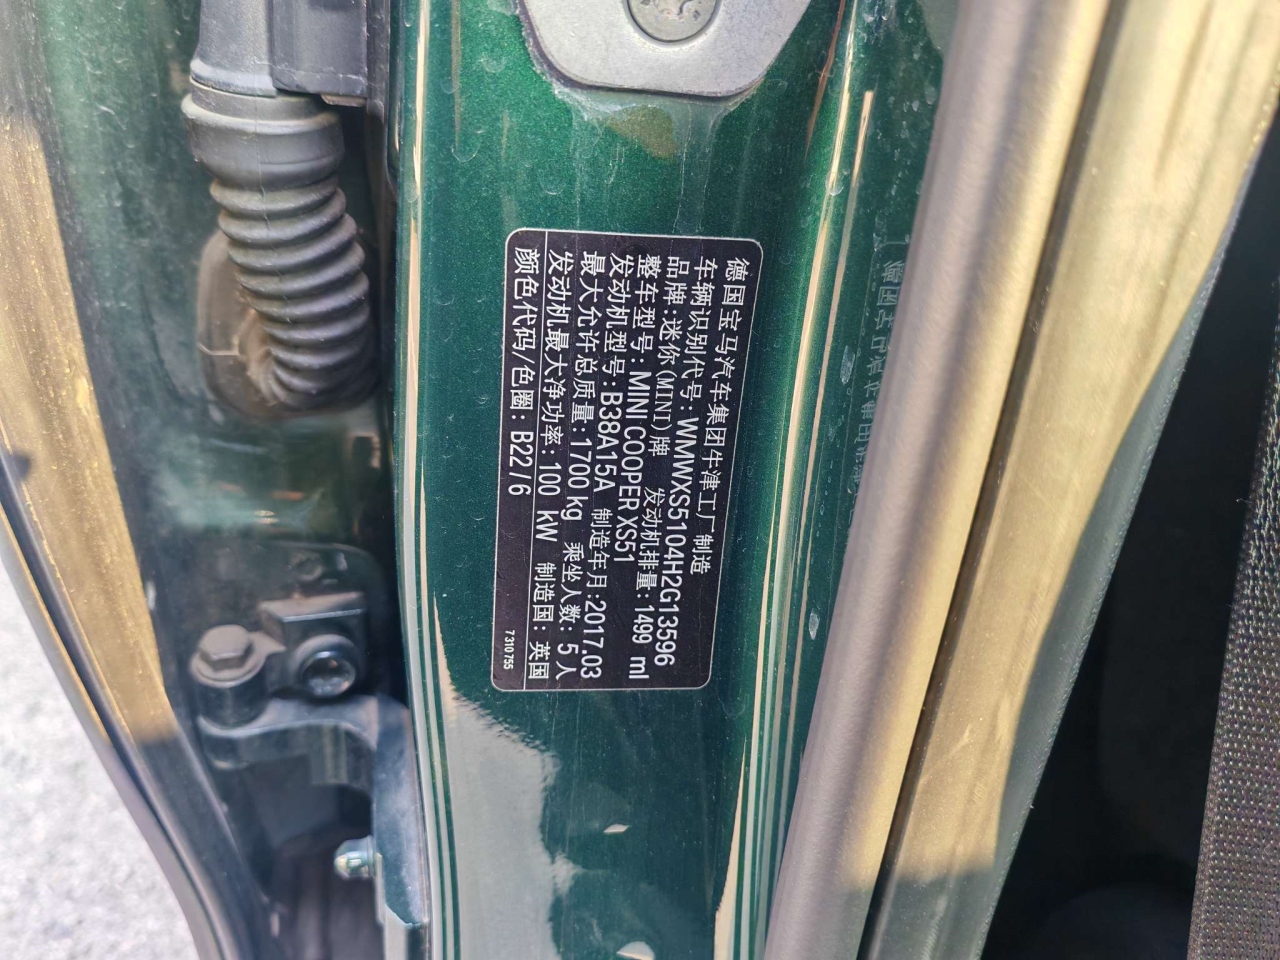 德国宝马汽车集团牛津工厂制造
车辆识别代号:WMWXS5104H2G13596
品牌:迷你(MINI)牌 发动机排量:1499 ml
整车型号:MINI COOPER XS51
发动机型号:B38A15A 制造年月:2017.03
最大允许总质量:1700kg 乘坐人数:5人
发动机最大净功率:100 kW 制造国:英国
颜色代码/色圈:B22/6 7310755